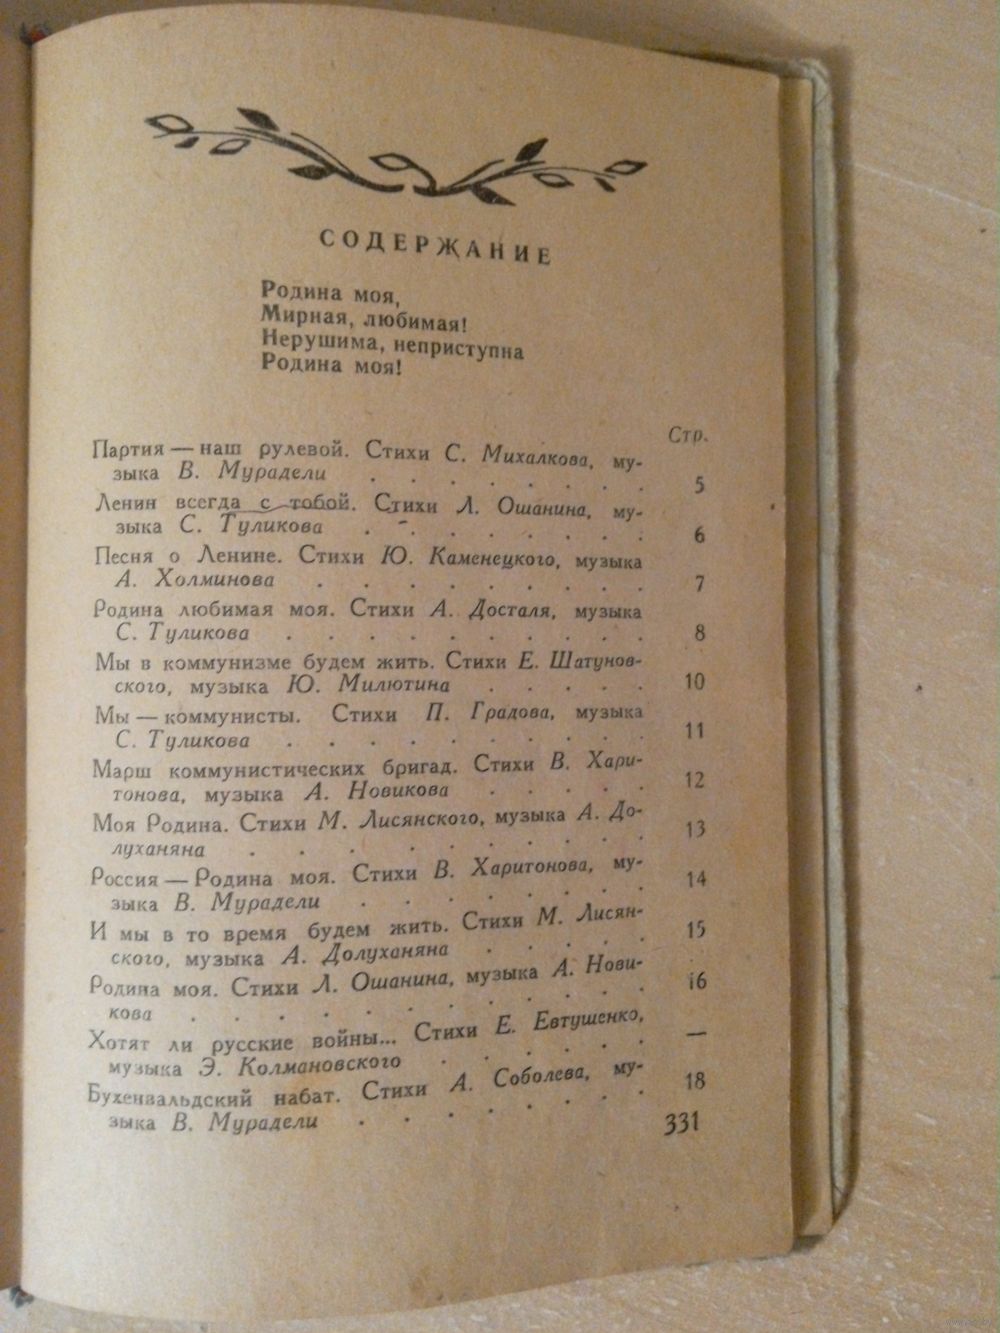 СОДЕРЖАНИЕ
Родина моя,
Мирная, любимая!
Нерушима, неприступна
Родина моя!
Стр.
Партия — наш рулевой. Стихи С. Михалкова, му-
зыка В. Мурадели . . . . . . . 5
Ленин всегда с тобой. Стихи Л. Ошанина, му-
зыка С. Туликова . . . . . . . 6
Песня о Ленине. Стихи Ю. Каменецкого, музыка
А. Холминова . . . . . . . . 7
Родина любимая моя. Стихи А. Досталя, музыка
С. Туликова . . . . . . . . . 8
Мы в коммунизме будем жить. Стихи Е. Шатунов-
ского, музыка Ю. Милютина . . . . . 10
Мы — коммунисты. Стихи П. Градова, музыка
С. Туликова . . . . . . . . . 11
Марш коммунистических бригад. Стихи В. Хари-
тонова, музыка А. Новикова . . . . . 12
Моя Родина. Стихи М. Лисянского, музыка А. До-
луханяна . . . . . . . . . 13
Россия — Родина моя. Стихи В. Харитонова, му-
зыка В. Мурадели . . . . . . . 14
И мы в то время будем жить. Стихи М. Лисян-
ского, музыка А. Долуханяна . . . . . 15
Родина моя. Стихи Л. Ошанина, музыка А. Нови-
кова . . . . . . . . . . . 16
Хотят ли русские войны... Стихи Е. Евтушенко,
музыка Э. Колмановского . . . . . . —
Бухенвальдский набат. Стихи А. Соболева, му-
зыка В. Мурадели . . . . . . . 18
331